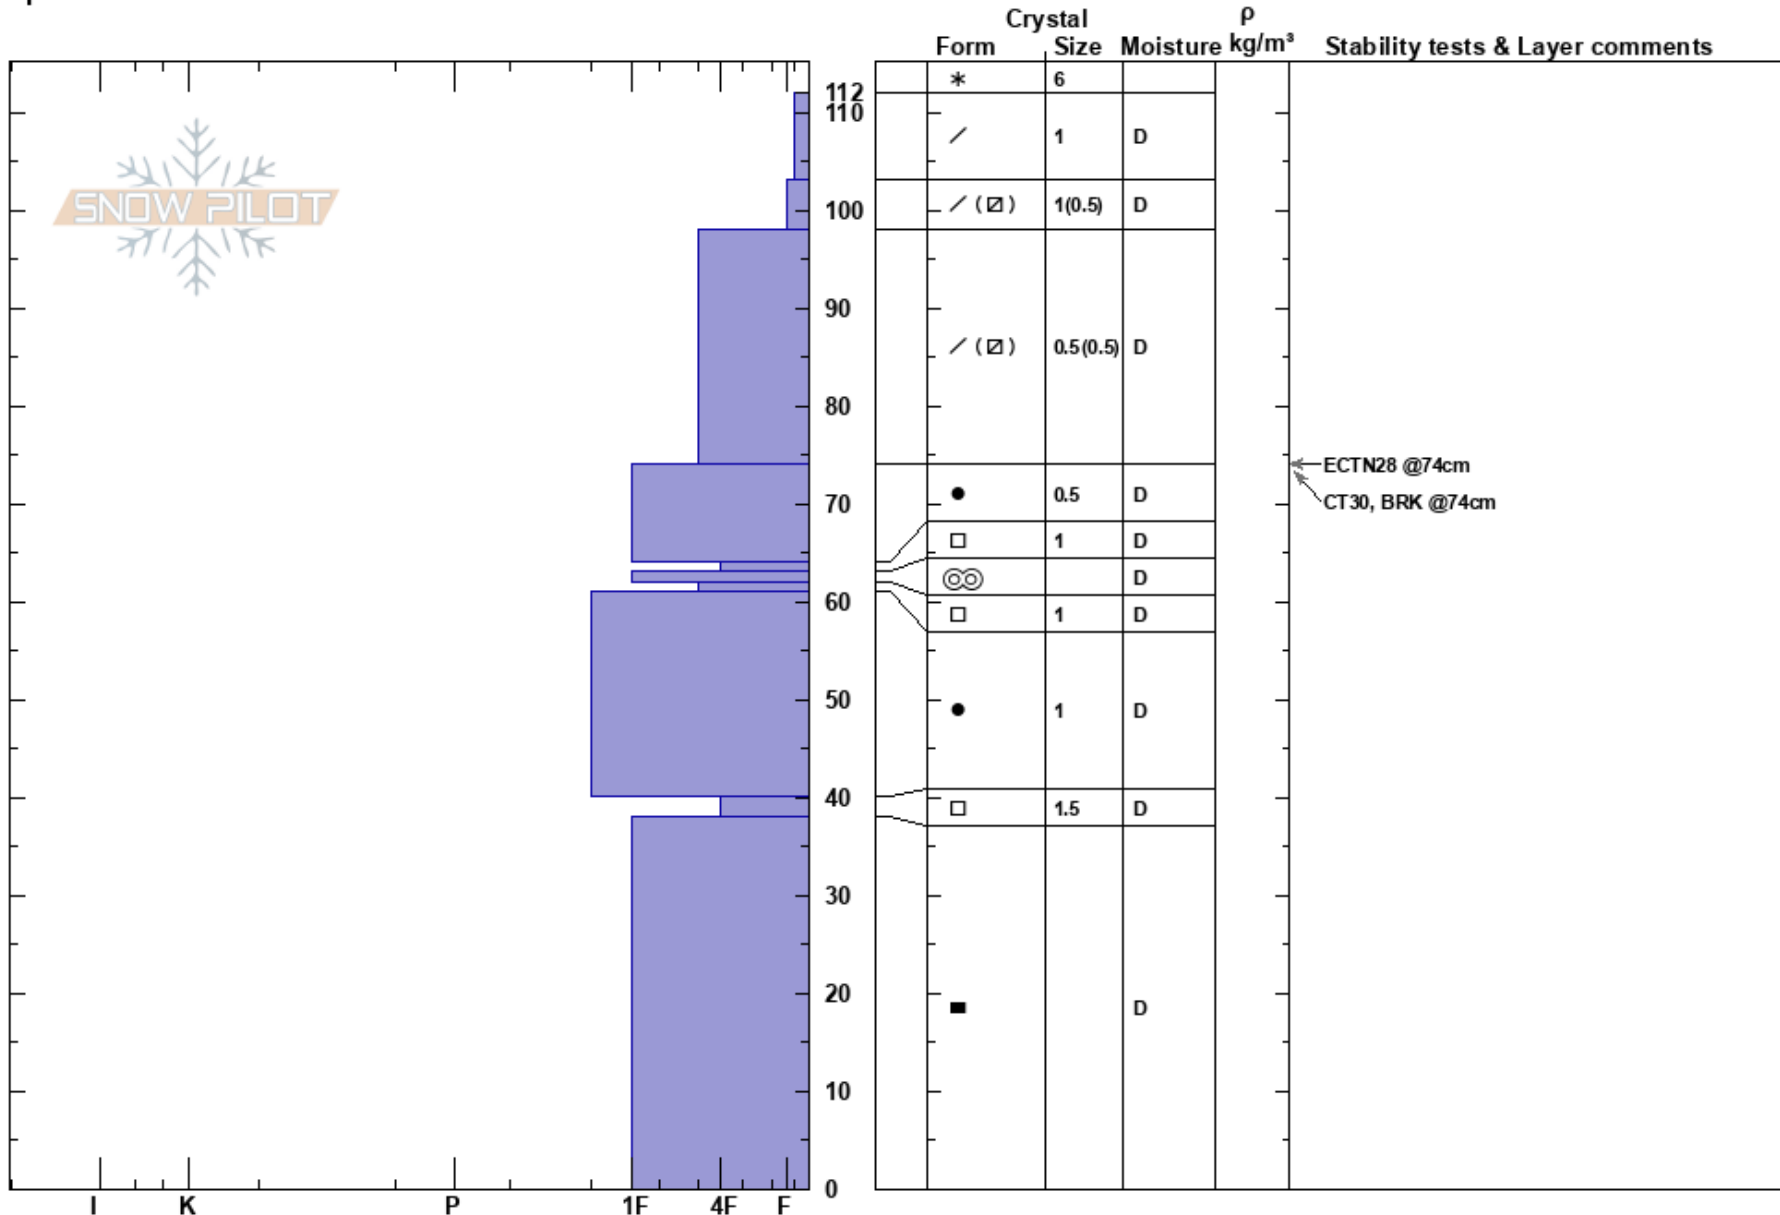 Crystal ρ
Form Size Moisture kg/m³ Stability tests & Layer comments
6
SNOW PILOT
112
110
1 D
100
1(0.5) D
90
0.5(0.5) D
80
ECTN28 @74cm
70
0.5 D
CT30, BRK @74cm
1 D
D
60
1 D
50
1 D
40
1.5 D
30
20
D
10
0
I K P 1F 4F F